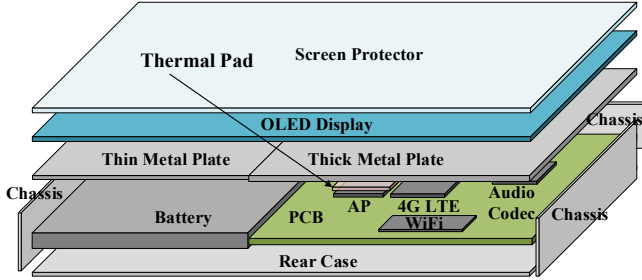 Screen Protector
Thermal Pad
OLED Display
Chassis
Thin Metal Plate
Thick Metal Plate
Chassis
Battery
PCB
AP
4G LTE
WiFi
Audio
Codec
Chassis
Rear Case